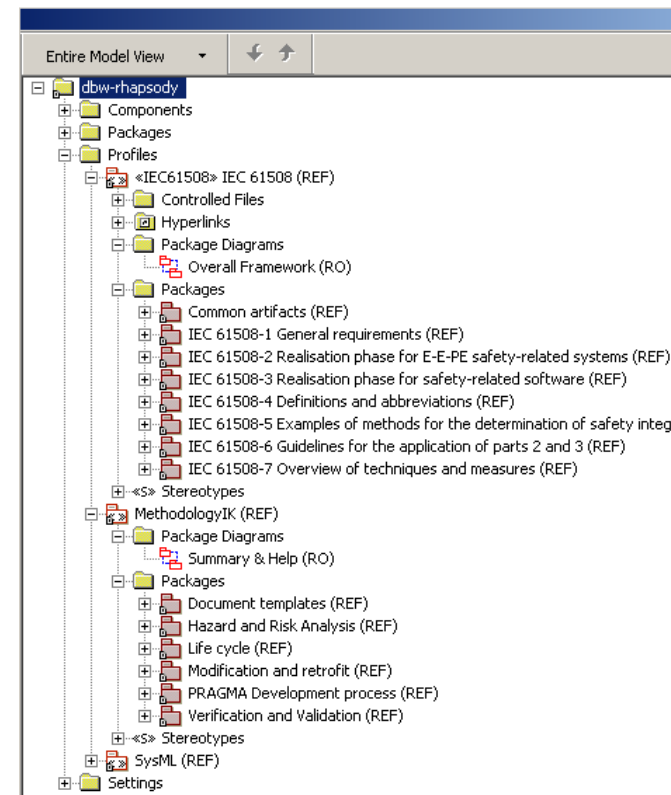 Entire Model View
dbw-rhapsody
Components
Packages
Profiles
«IEC61508» IEC 61508 (REF)
Controlled Files
Hyperlinks
Package Diagrams
Overall Framework (RO)
Packages
Common artifacts (REF)
IEC 61508-1 General requirements (REF)
IEC 61508-2 Realisation phase for E-E-PE safety-related systems (REF)
IEC 61508-3 Realisation phase for safety-related software (REF)
IEC 61508-4 Definitions and abbreviations (REF)
IEC 61508-5 Examples of methods for the determination of safety integ
IEC 61508-6 Guidelines for the application of parts 2 and 3 (REF)
IEC 61508-7 Overview of techniques and measures (REF)
«S» Stereotypes
MethodologyIK (REF)
Package Diagrams
Summary & Help (RO)
Packages
Document templates (REF)
Hazard and Risk Analysis (REF)
Life cycle (REF)
Modification and retrofit (REF)
PRAGMA Development process (REF)
Verification and Validation (REF)
«S» Stereotypes
SysML (REF)
Settings